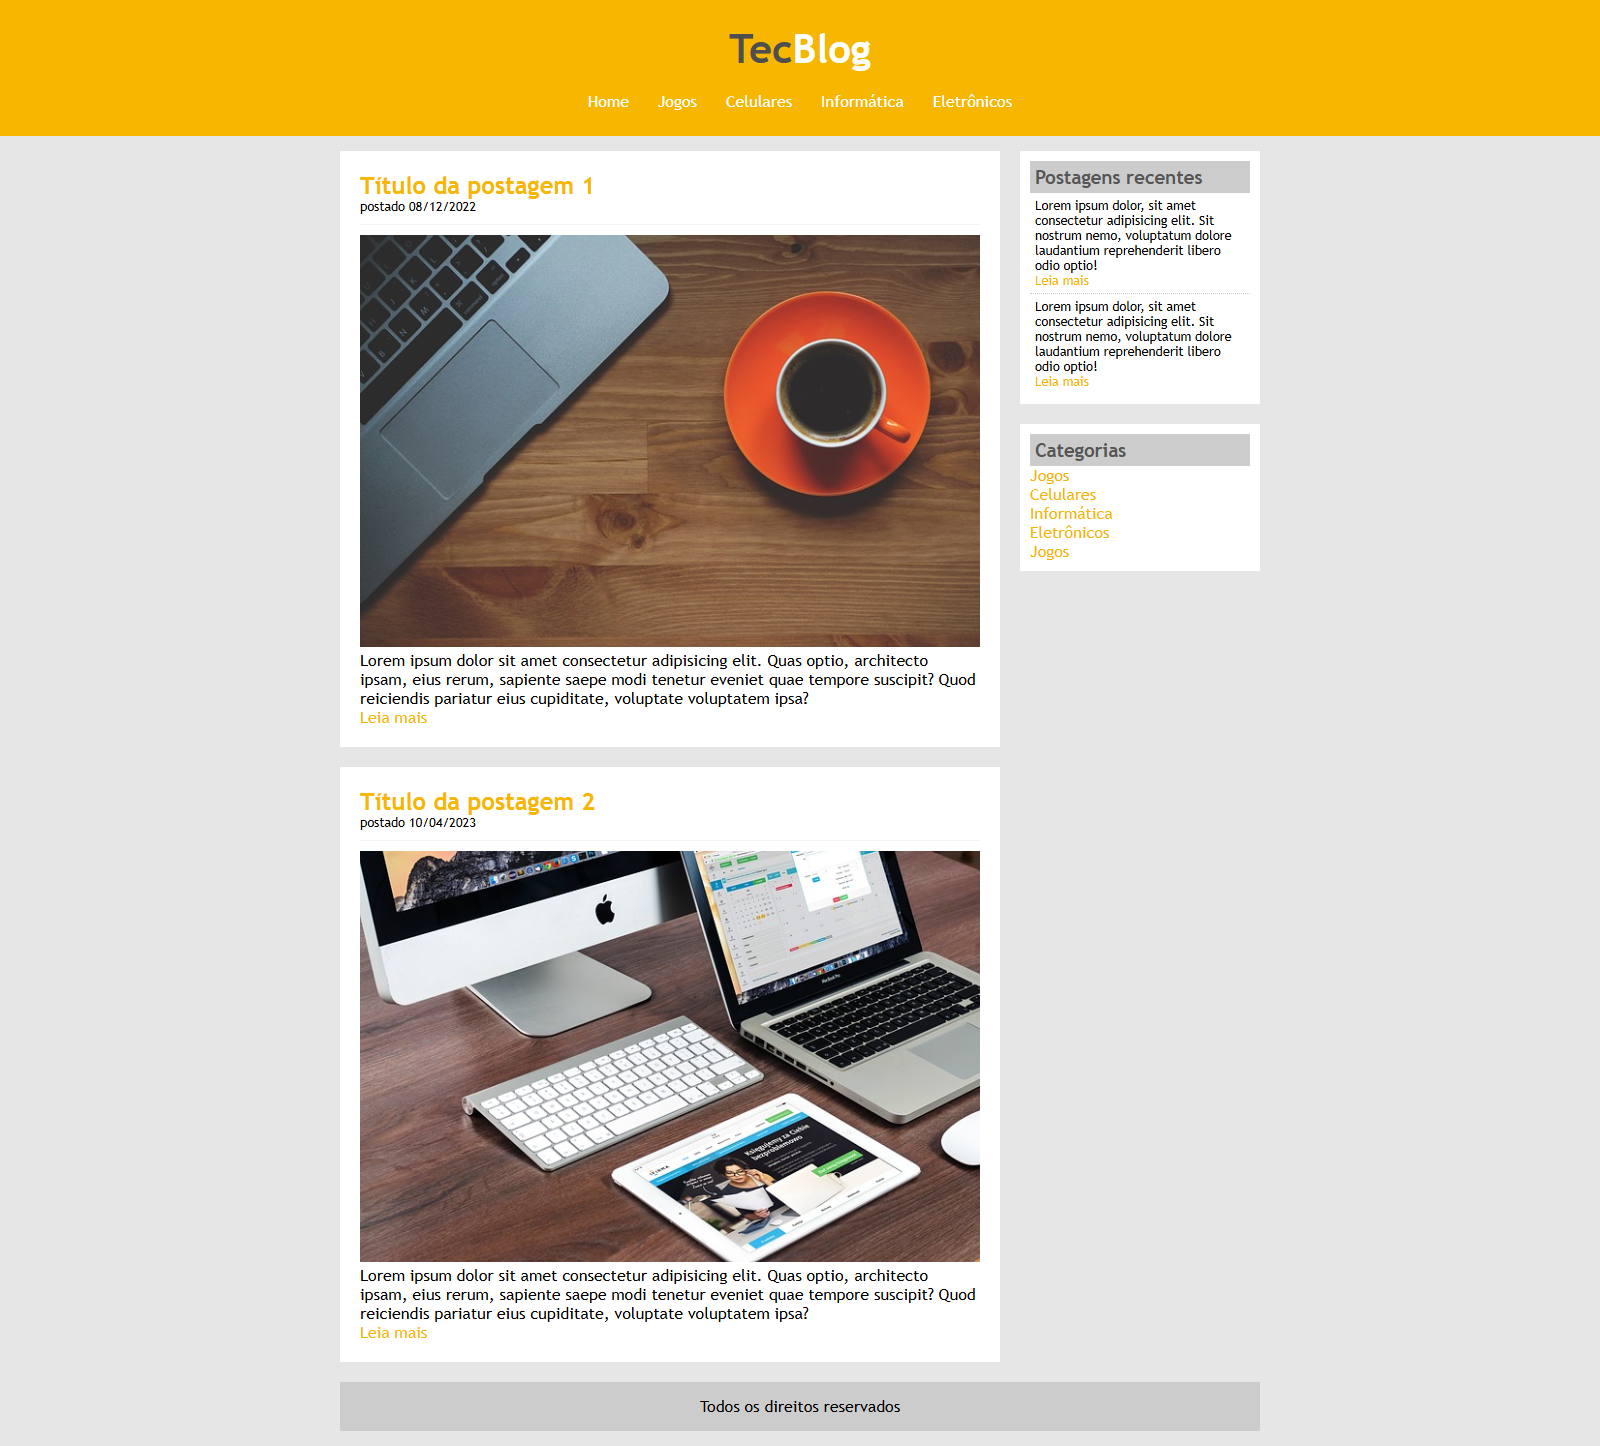 TecBlog
Home Jogos Celulares Informática Eletrônicos
Título da postagem 1
postado 08/12/2022
Lorem ipsum dolor sit amet consectetur adipisicing elit. Quas optio, architecto
ipsam, eius rerum, sapiente saepe modi tenetur eveniet quae tempore suscipit? Quod
reiciendis pariatur eius cupiditate, voluptate voluptatem ipsa?
Leia mais
Título da postagem 2
postado 10/04/2023
Księgujemy za Ciebie
bezproblemowo
Lorem ipsum dolor sit amet consectetur adipisicing elit. Quas optio, architecto
ipsam, eius rerum, sapiente saepe modi tenetur eveniet quae tempore suscipit? Quod
reiciendis pariatur eius cupiditate, voluptate voluptatem ipsa?
Leia mais
Postagens recentes
Lorem ipsum dolor, sit amet
consectetur adipisicing elit. Sit
nostrum nemo, voluptatum dolore
laudantium reprehenderit libero
odio optio!
Leia mais
Lorem ipsum dolor, sit amet
consectetur adipisicing elit. Sit
nostrum nemo, voluptatum dolore
laudantium reprehenderit libero
odio optio!
Leia mais
Categorias
Jogos
Celulares
Informática
Eletrônicos
Jogos
Todos os direitos reservados